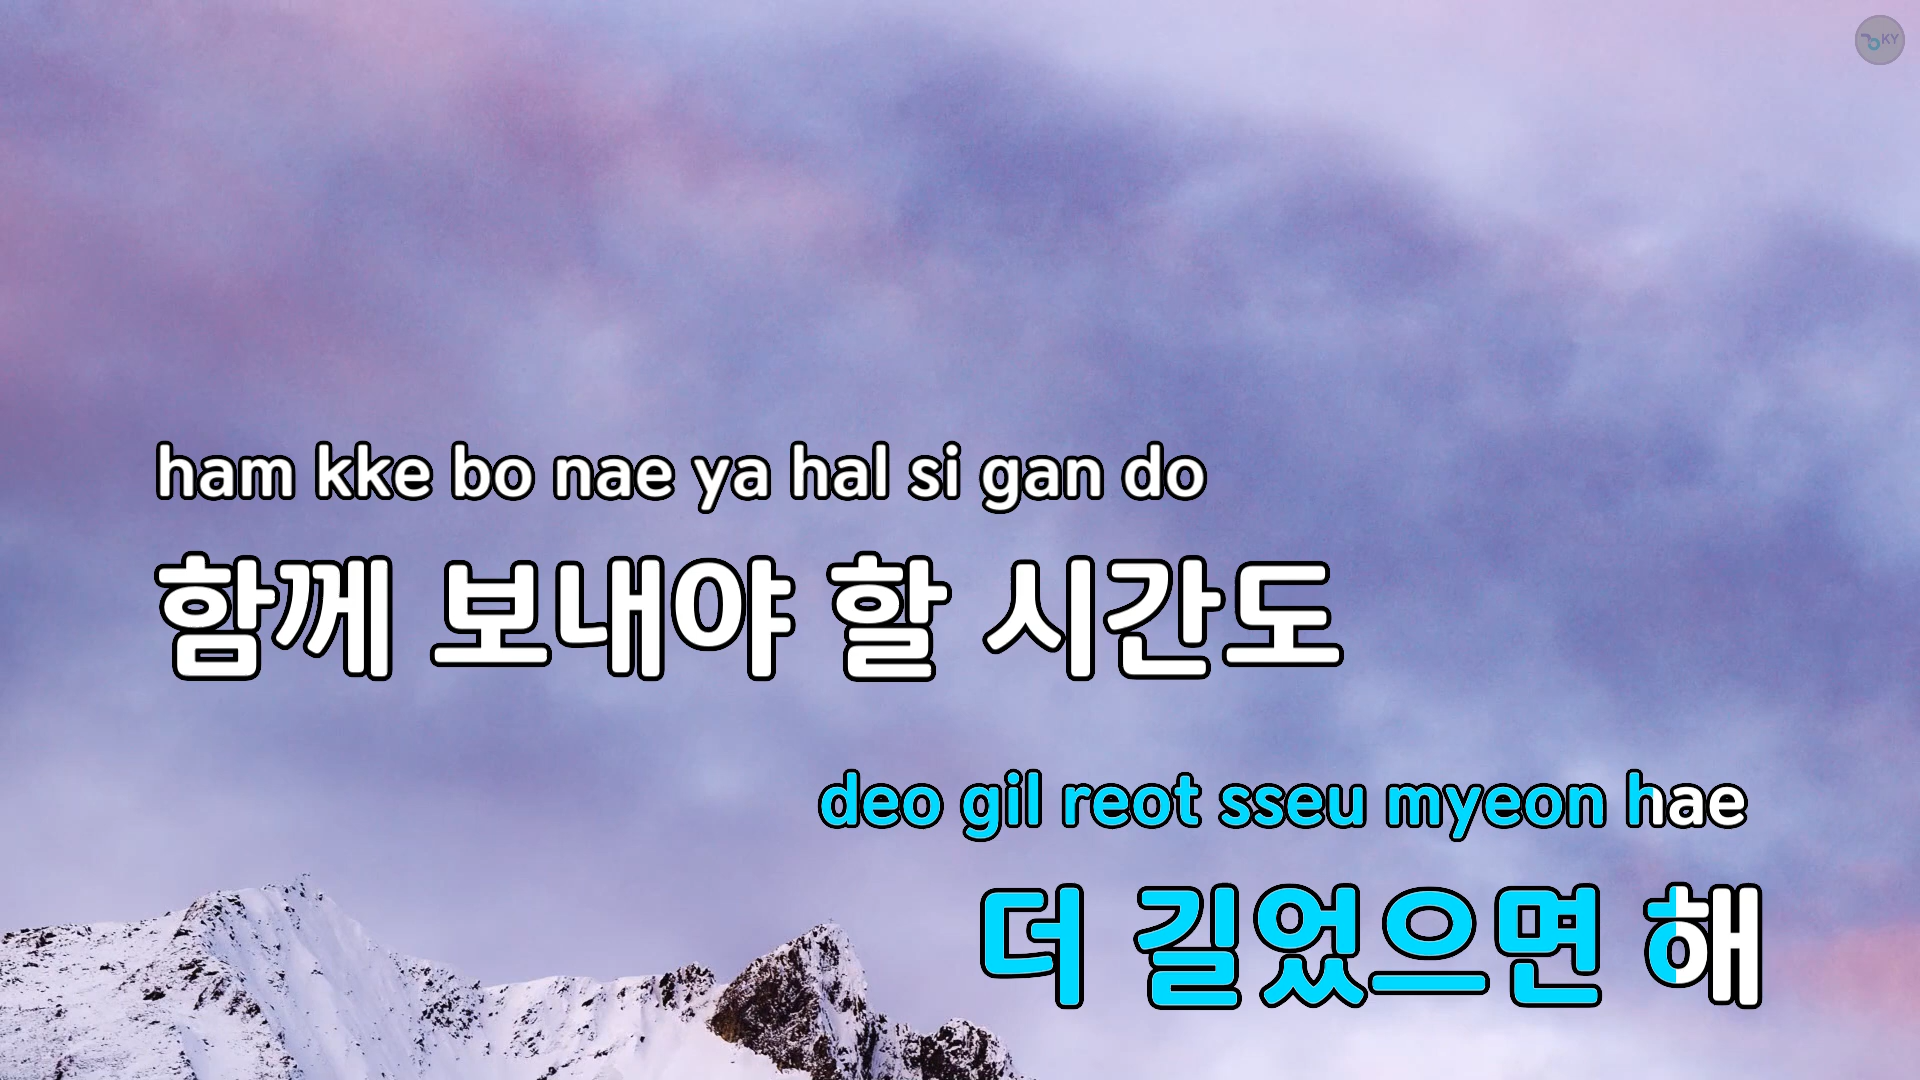 KY
ham kke bo nae ya hal si gan do
함께 보내야 할 시간도
deo gil reot sseu myeon hae
더 길었으면 해